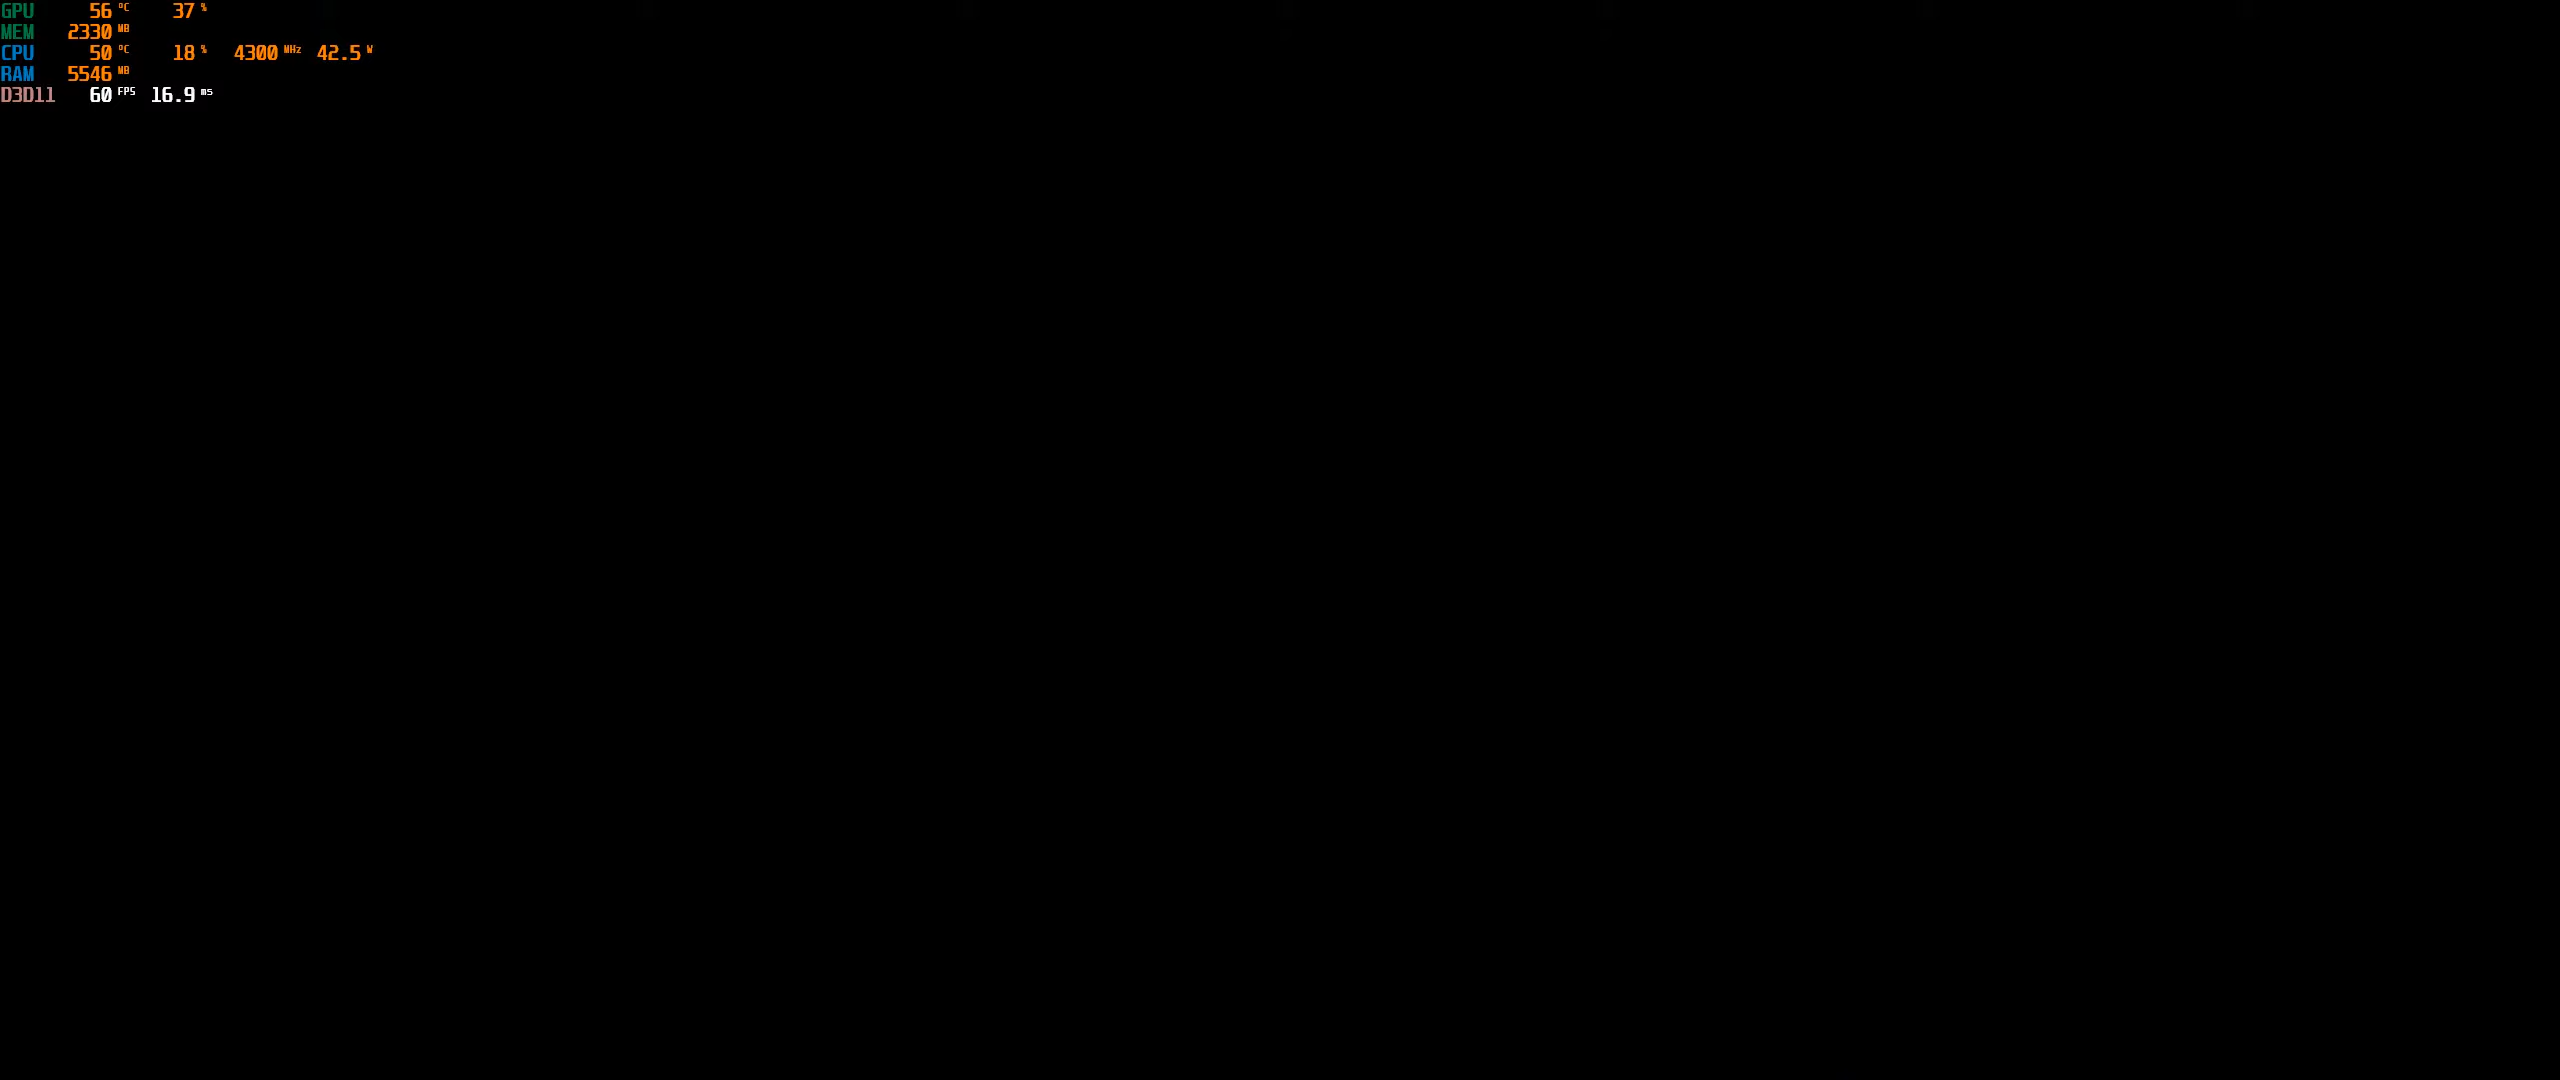 GPU 56 °C 37 %
MEM 2330 MB
CPU 50 °C 18 % 4300 MHz 42.5 W
RAM 5546 MB
D3D11 60 FPS 16.9 ms